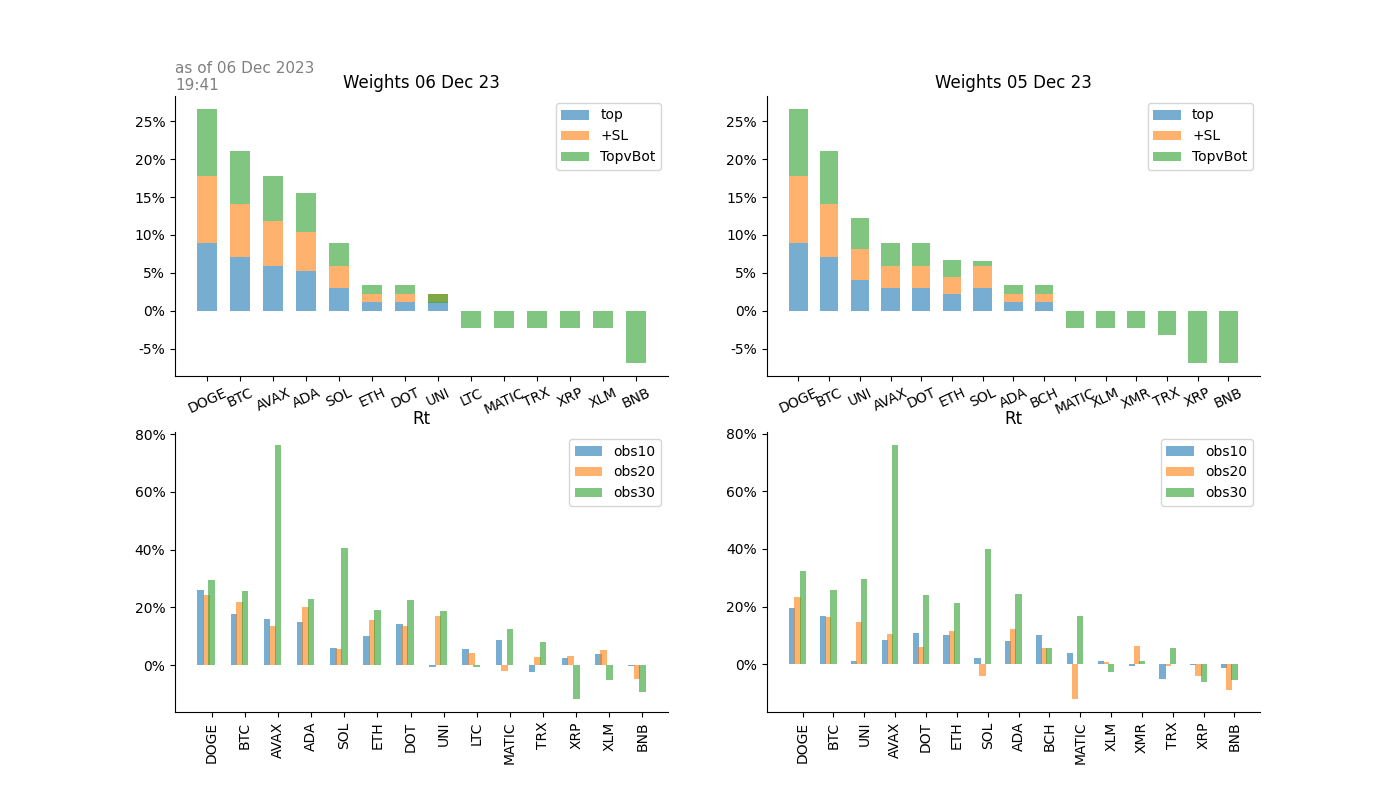 as of 06 Dec 2023
19:41
Weights 06 Dec 23
top
+SL
TopvBot
25%
20%
15%
10%
5%
0%
-5%
DOGE BTC AVAX ADA SOL ETH DOT UNI LTC MATIC TRX XRP XLM BNB
Weights 05 Dec 23
top
+SL
TopvBot
25%
20%
15%
10%
5%
0%
-5%
DOGE BTC UNI AVAX DOT ETH SOL ADA BCH MATIC XLM XMR TRX XRP BNB
Rt
obs10
obs20
obs30
80%
60%
40%
20%
0%
DOGE BTC AVAX ADA SOL ETH DOT UNI LTC MATIC TRX XRP XLM BNB
Rt
obs10
obs20
obs30
80%
60%
40%
20%
0%
DOGE BTC UNI AVAX DOT ETH SOL ADA BCH MATIC XLM XMR TRX XRP BNB